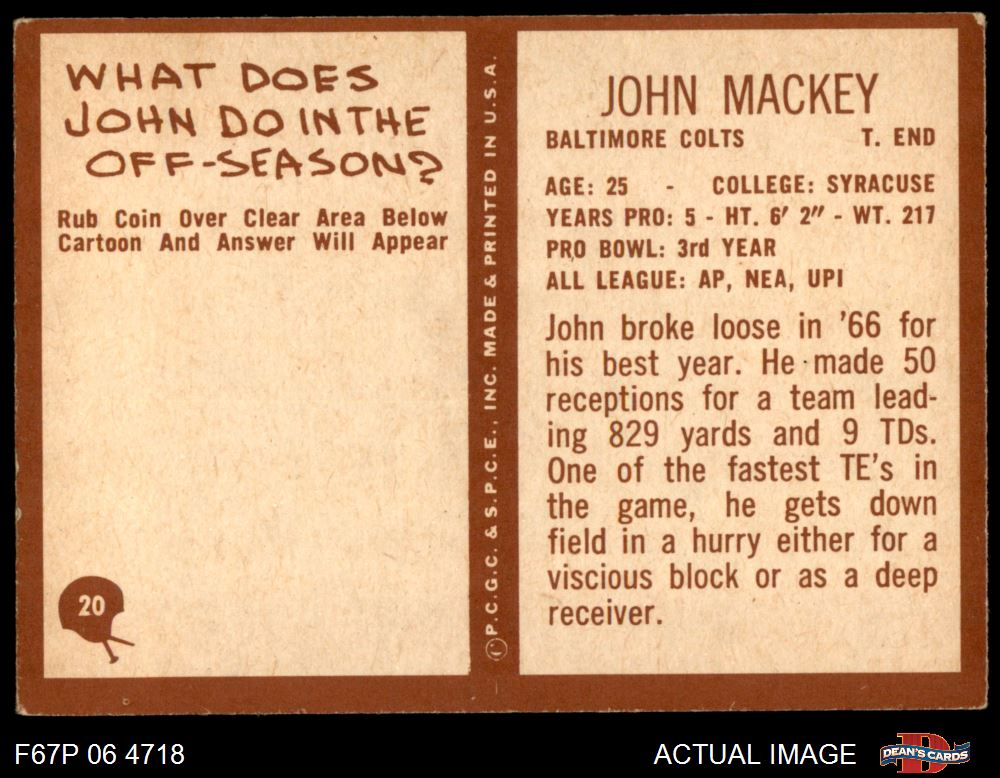 WHAT DOES
JOHN DO IN THE
OFF-SEASON?
Rub Coin Over Clear Area Below
Cartoon And Answer Will Appear
20
© P.C.G.C. & S.P.C.E., INC. MADE & PRINTED IN U.S.A.
JOHN MACKEY
BALTIMORE COLTS T. END
AGE: 25 - COLLEGE: SYRACUSE
YEARS PRO: 5 - HT. 6' 2" - WT. 217
PRO BOWL: 3rd YEAR
ALL LEAGUE: AP, NEA, UPI
John broke loose in '66 for
his best year. He made 50
receptions for a team lead-
ing 829 yards and 9 TDs.
One of the fastest TE's in
the game, he gets down
field in a hurry either for a
viscious block or as a deep
receiver.
F67P 06 4718
ACTUAL IMAGE
D
DEAN'S CARDS